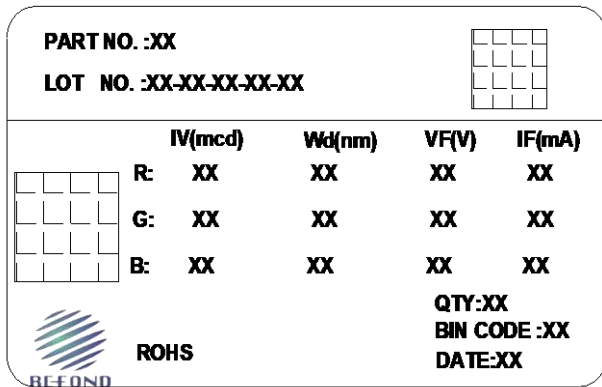 PART NO. :XX
LOT NO. :XX-XX-XX-XX-XX
IV(mcd) Wd(nm) VF(V) IF(mA)
R: XX XX XX XX
G: XX XX XX XX
B: XX XX XX XX
QTY:XX
BIN CODE :XX
ROHS
DATE:XX
REFOND